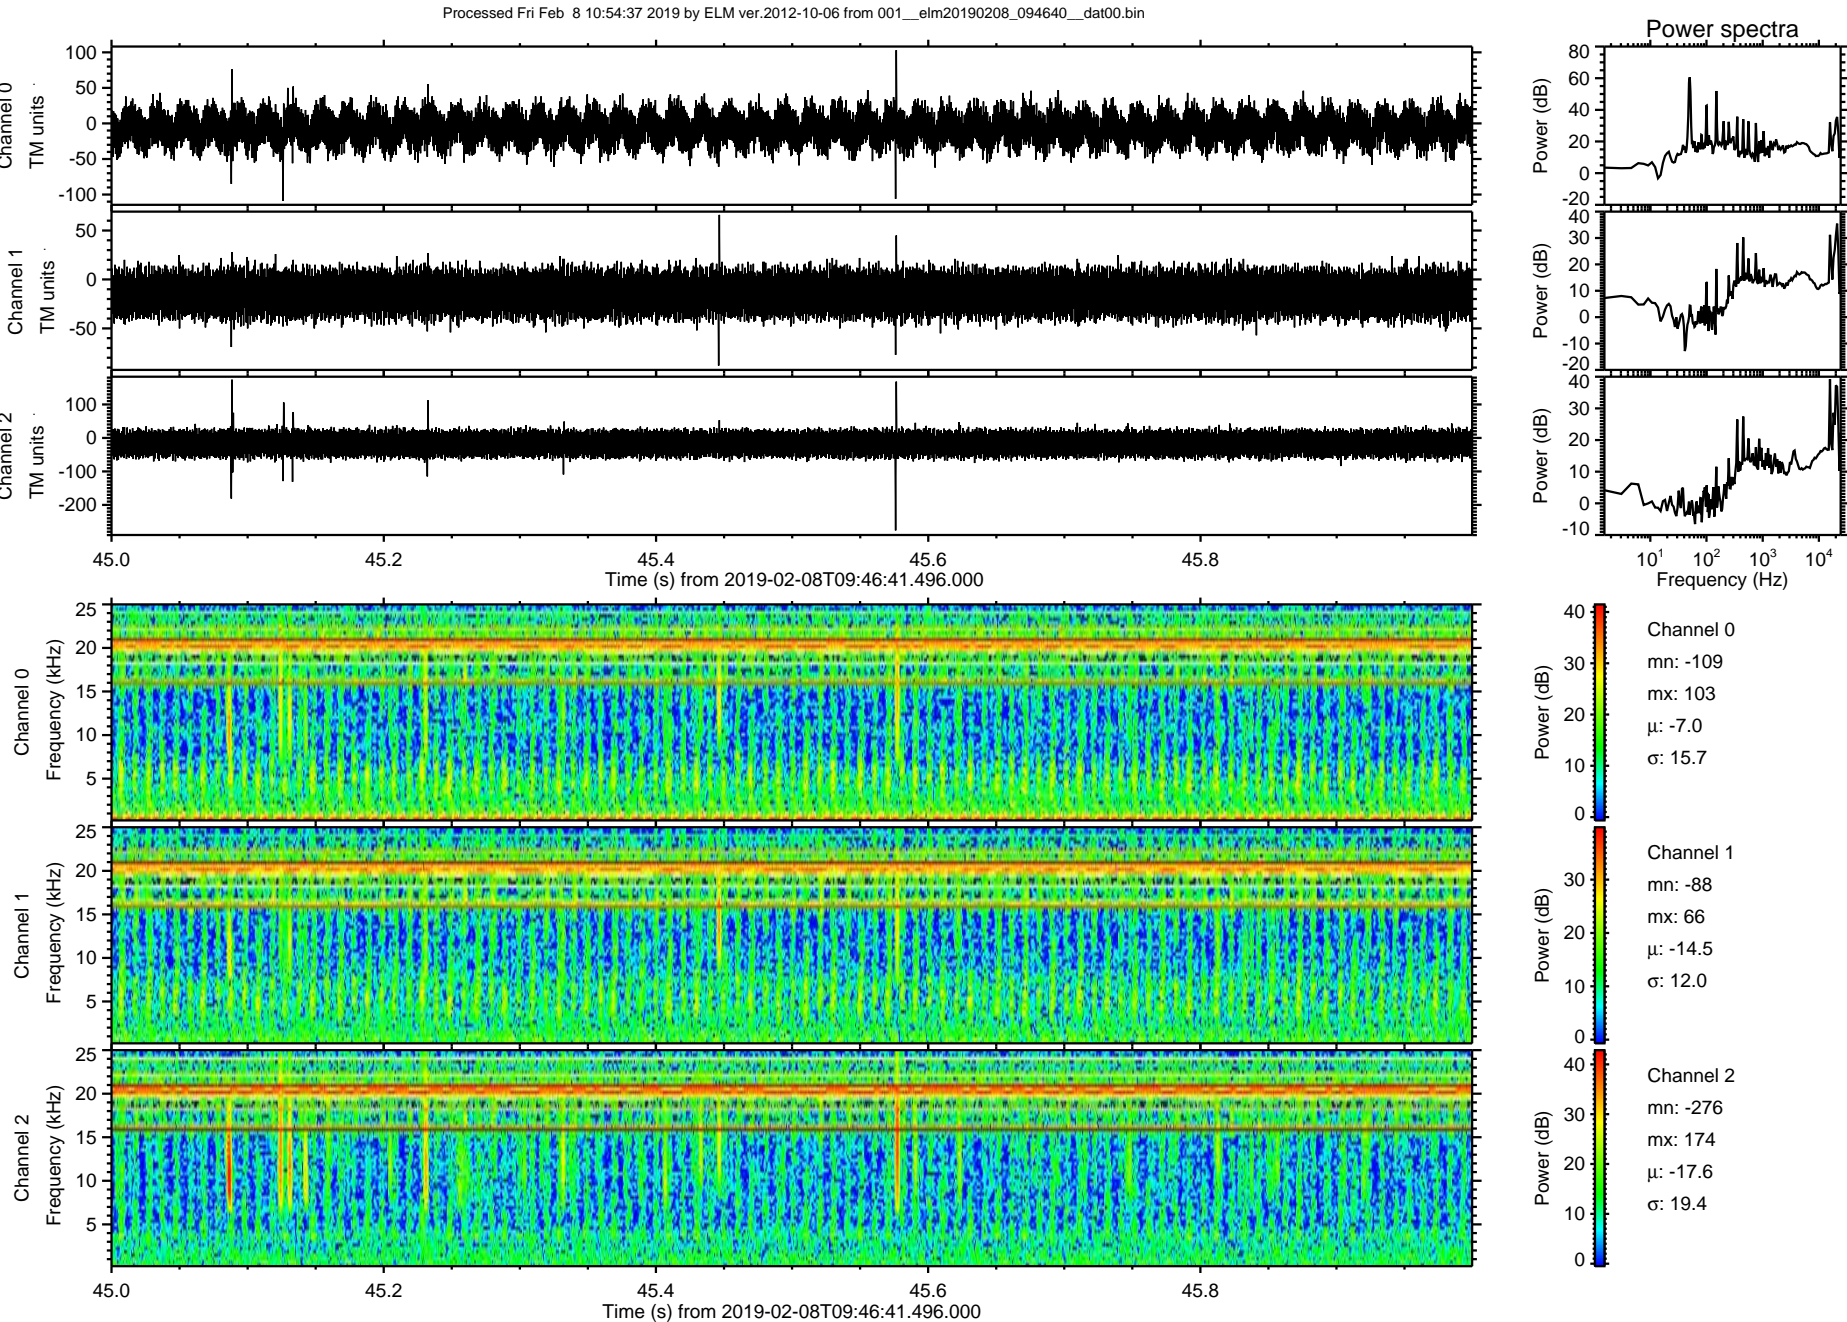 Processed Fri Feb  8 10:54:37 2019 by ELM ver.2012-10-06 from 001__elm20190208_094640__dat00.bin
Power spectra
Channel 0
TM units
100
50
0
-50
-100
Power (dB)
80
60
40
20
0
-20
Channel 1
TM units
50
0
-50
Power (dB)
40
30
20
10
0
-10
-20
Channel 2
TM units
100
0
-100
-200
Power (dB)
40
30
20
10
0
-10
45.0 45.2 45.4 45.6 45.8
Time (s) from 2019-02-08T09:46:41.496.000
10¹ 10² 10³ 10⁴
Frequency (Hz)
Channel 0
Frequency (kHz)
25
20
15
10
5
Power (dB)
40
30
20
10
0
Channel 0
mn: -109
mx: 103
μ: -7.0
σ: 15.7
Channel 1
Frequency (kHz)
25
20
15
10
5
Power (dB)
30
20
10
0
Channel 1
mn: -88
mx: 66
μ: -14.5
σ: 12.0
Channel 2
Frequency (kHz)
25
20
15
10
5
Power (dB)
40
30
20
10
0
Channel 2
mn: -276
mx: 174
μ: -17.6
σ: 19.4
45.0 45.2 45.4 45.6 45.8
Time (s) from 2019-02-08T09:46:41.496.000